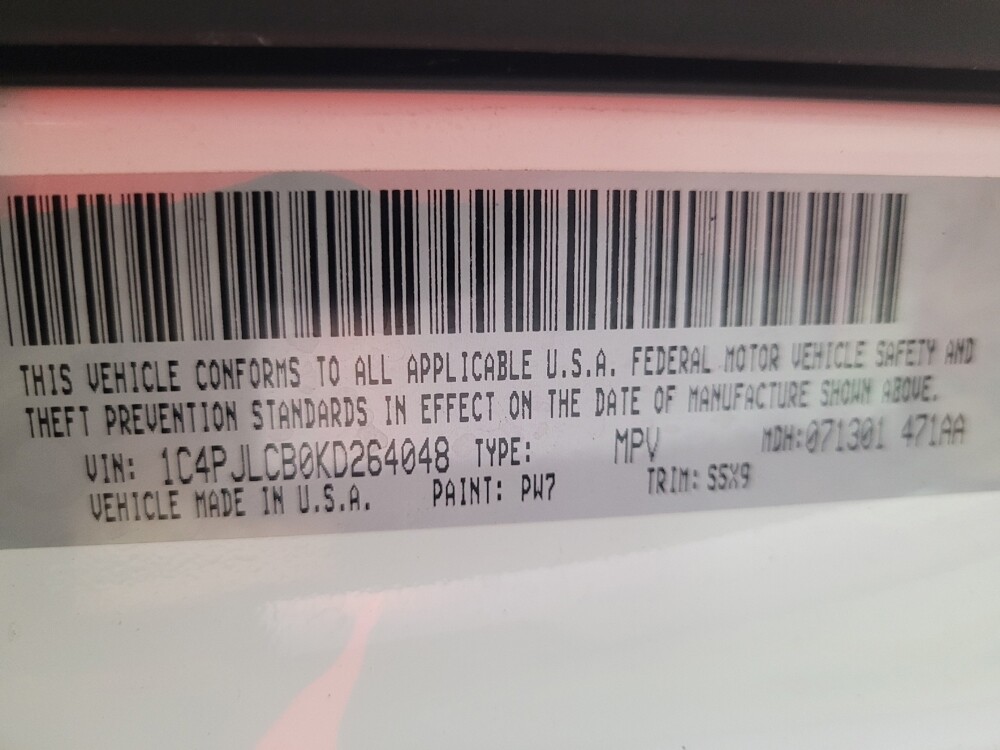 THIS VEHICLE CONFORMS TO ALL APPLICABLE U.S.A. FEDERAL MOTOR VEHICLE SAFETY AND
THEFT PREVENTION STANDARDS IN EFFECT ON THE DATE OF MANUFACTURE SHOWN ABOVE.
VIN: 1C4PJLCB0KD264048 TYPE: MPV MDH:071301 471AA
VEHICLE MADE IN U.S.A. PAINT: PW7 TRIM: S5X9